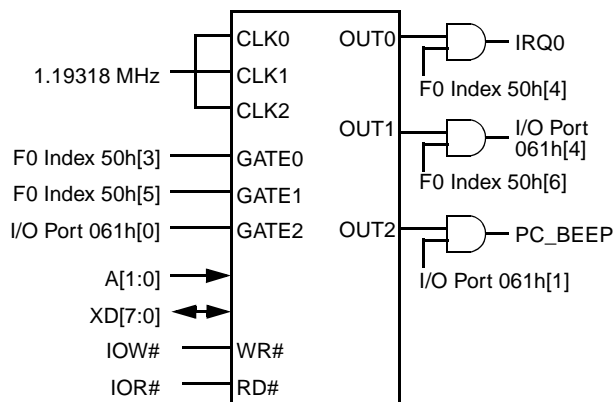 CLK0 OUT0 IRQ0
1.19318 MHz CLK1
F0 Index 50h[4]
CLK2
OUT1 I/O Port
061h[4]
F0 Index 50h[3] GATE0
F0 Index 50h[6]
F0 Index 50h[5] GATE1
I/O Port 061h[0] GATE2 OUT2 PC_BEEP
A[1:0]
I/O Port 061h[1]
XD[7:0]
IOW# WR#
IOR# RD#